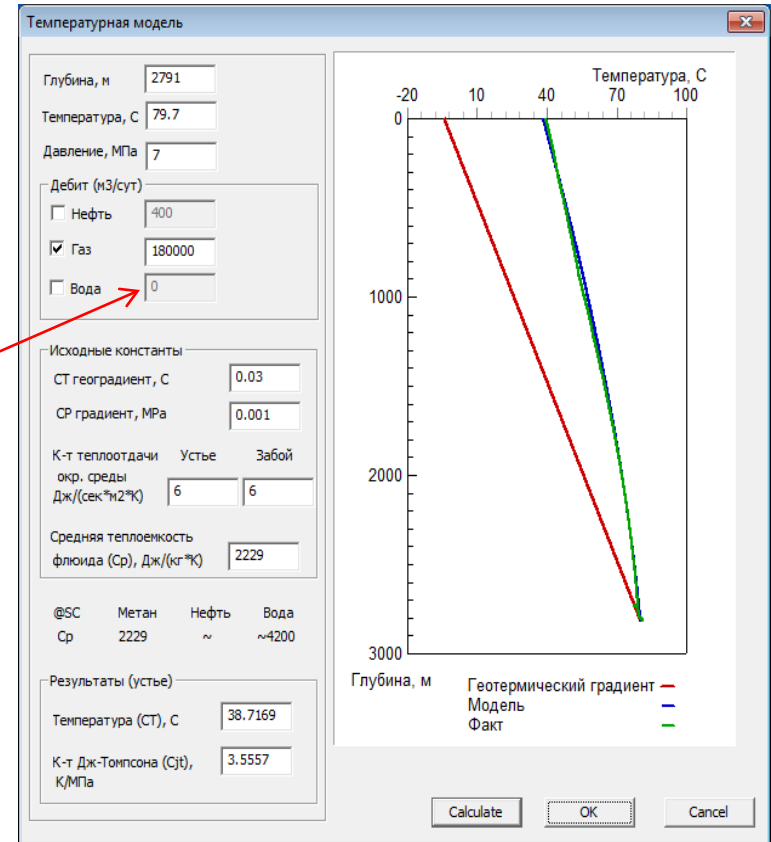 Температурная модель
Глубина, м 2791
Температура, С 79.7
Давление, МПа 7
Дебит (м3/сут)
Нефть 400
Газ 180000
Вода 0
Исходные константы
СТ геоградиент, С 0.03
СР градиент, МРа 0.001
К-т теплоотдачи Устье Забой
окр. среды
Дж/(сек*м2*К) 6 6
Средняя теплоемкость
флюида (Ср), Дж/(кг*К) 2229
@SC Метан Нефть Вода
Ср 2229 ~ ~4200
Результаты (устье)
Температура (СТ), С 38.7169
К-т Дж-Томпсона (Cjt), 3.5557
К/МПа
Температура, С
-20 10 40 70 100
0
1000
2000
3000
Глубина, м
Геотермический градиент
Модель
Факт
Calculate OK Cancel